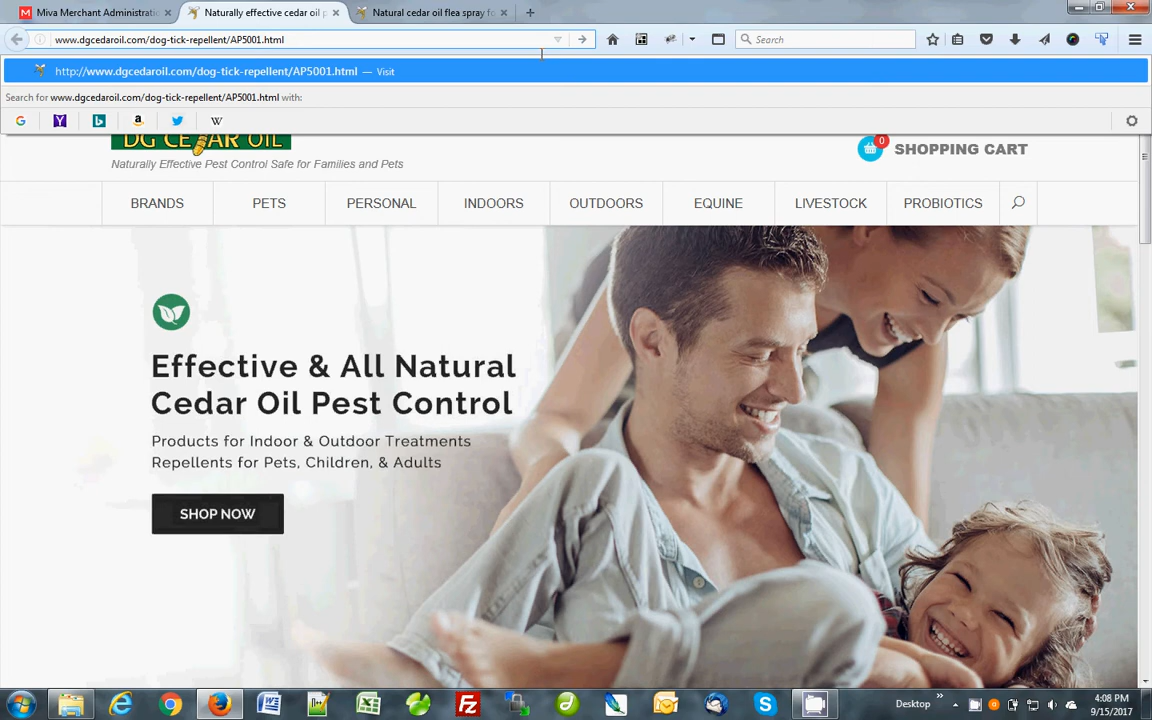 Miva Merchant Administrati
Naturally effective cedar oil p
Natural cedar oil flea spray fo
www.dgcedaroil.com/dog-tick-repellent/AP5001.html
Search
http://www.dgcedaroil.com/dog-tick-repellent/AP5001.html — Visit
Search for www.dgcedaroil.com/dog-tick-repellent/AP5001.html with:
DG CEDAR OIL
Naturally Effective Pest Control Safe for Families and Pets
0
SHOPPING CART
BRANDS
PETS
PERSONAL
INDOORS
OUTDOORS
EQUINE
LIVESTOCK
PROBIOTICS
Effective & All Natural
Cedar Oil Pest Control
Products for Indoor & Outdoor Treatments
Repellents for Pets, Children, & Adults
SHOP NOW
Desktop
4:08 PM
9/15/2017